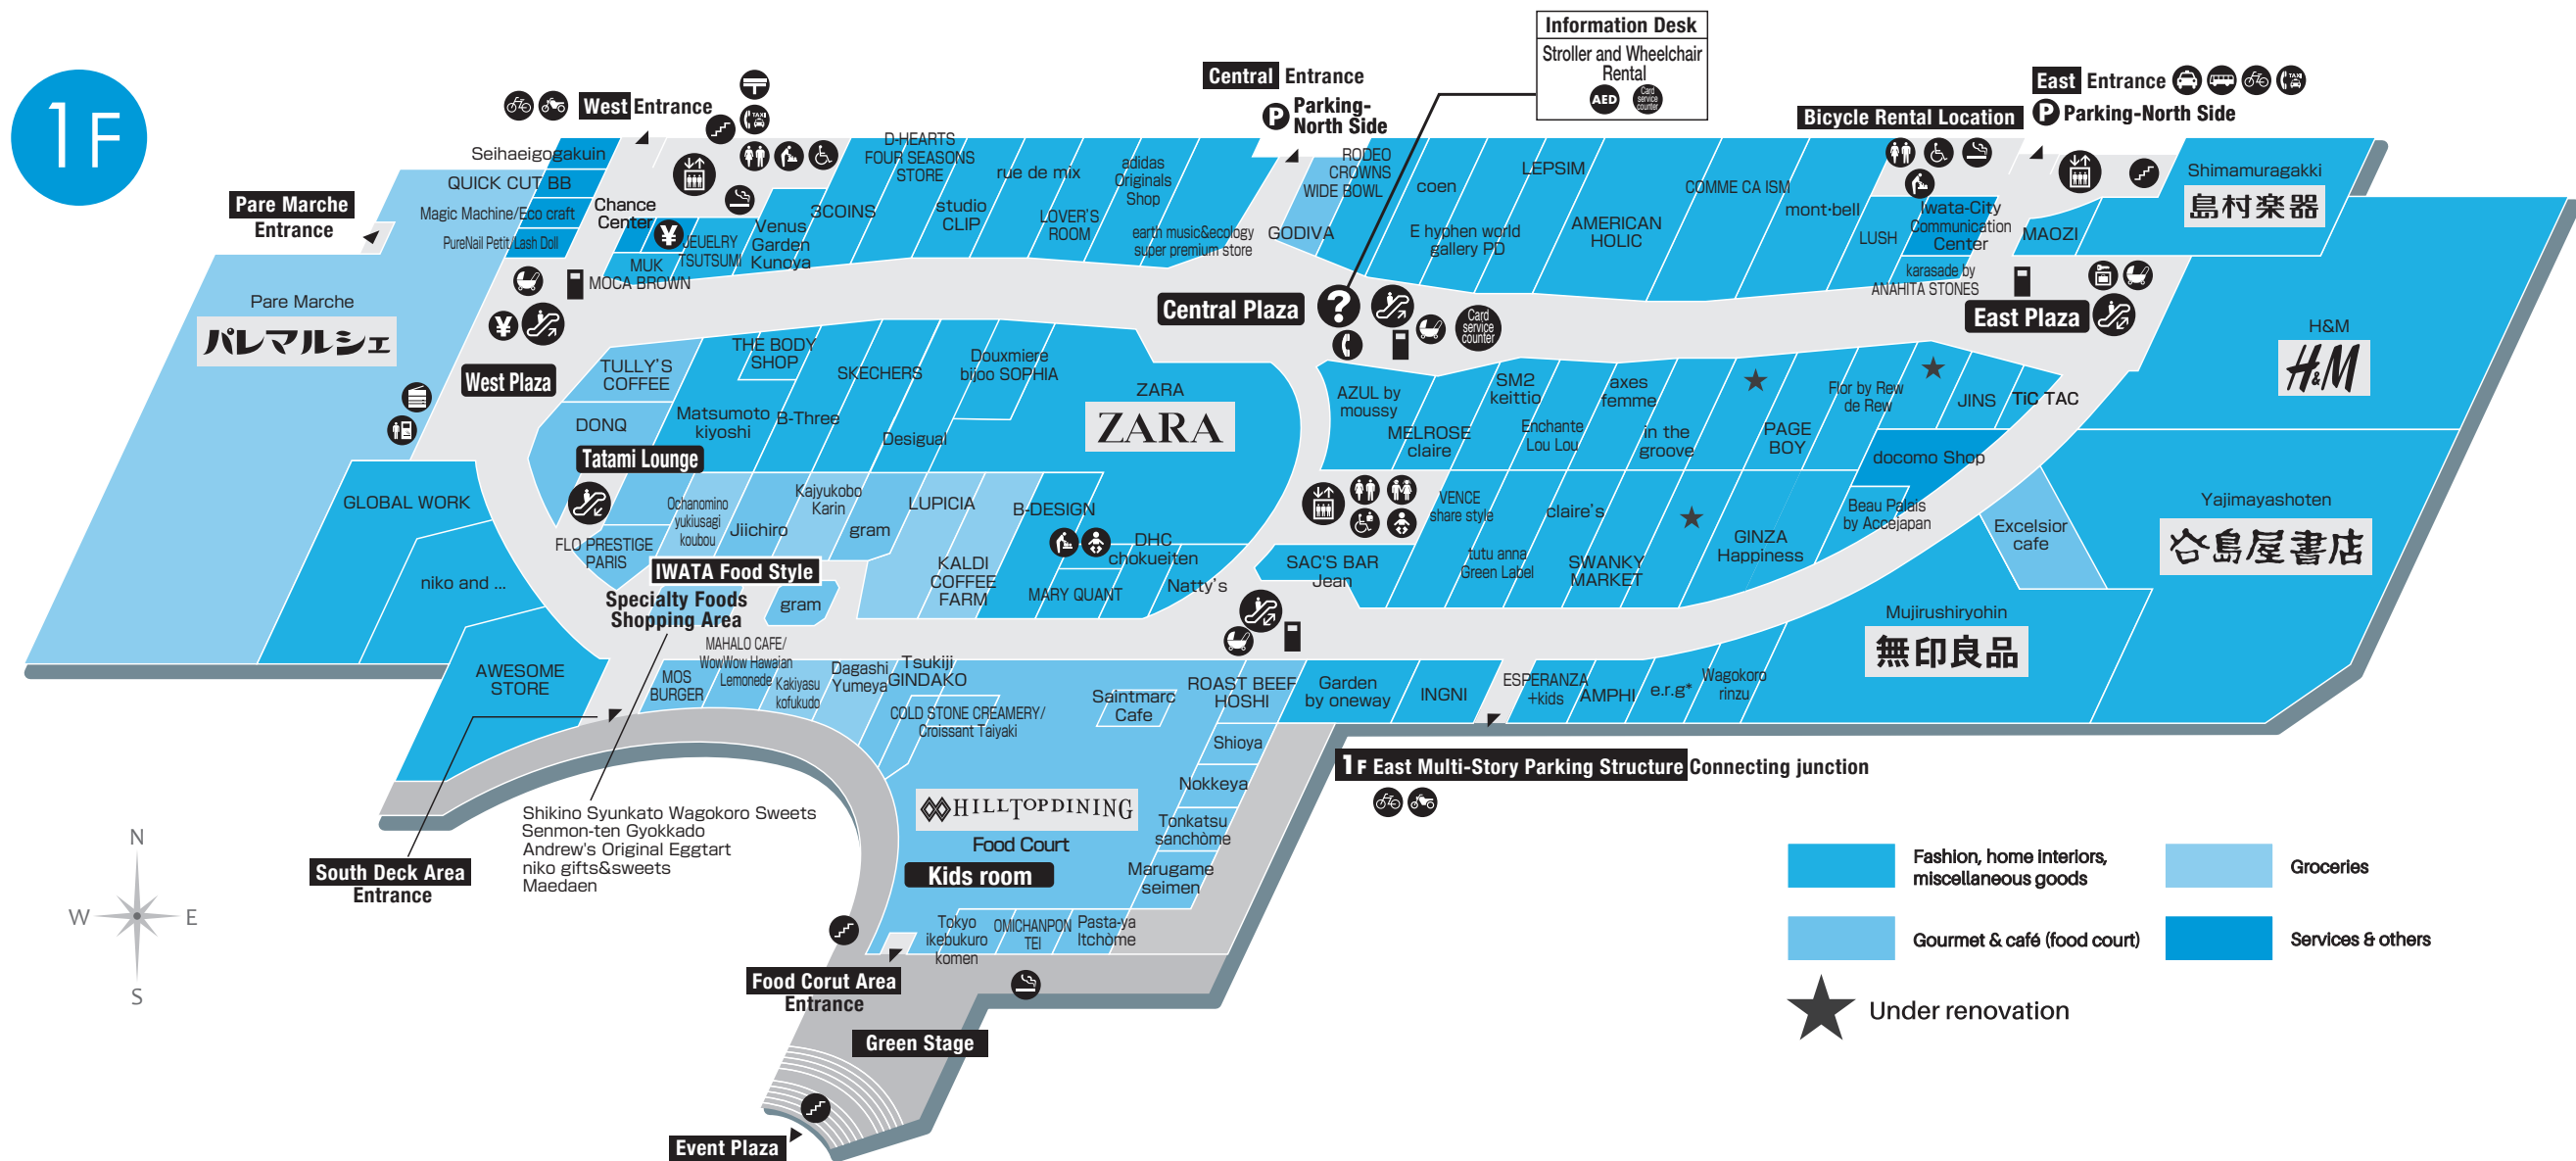 1F
Information Desk
Stroller and Wheelchair
Rental
AED
Card
service
counter
West Entrance
TAXI
Central Entrance
P Parking-
North Side
East Entrance
TAXI
P Parking-North Side
Bicycle Rental Location
Pare Marche
Entrance
Seihaeigogakuin
QUICK CUT BB
Magic Machine/Eco craft
PureNail Petit/Lash Doll
Chance
Center
¥
MUK
MOCA BROWN
JEUELRY
TSUTSUMI
Venus
Garden
Kunoya
3COINS
D-HEARTS
FOUR SEASONS
STORE
studio
CLIP
rue de mix
LOVER'S
ROOM
adidas
Originals
Shop
earth music&ecology
super premium store
GODIVA
RODEO
CROWNS
WIDE BOWL
coen
E hyphen world
gallery PD
LEPSIM
AMERICAN
HOLIC
COMME CA ISM
mont·bell
LUSH
Iwata-City
Communication
Center
karasade by
ANAHITA STONES
MAOZI
Shimamuragakki
島村楽器
Pare Marche
パレマルシェ
¥
West Plaza
Central Plaza
?
Card
service
counter
East Plaza
H&M
H&M
TULLY'S
COFFEE
DONQ
Tatami Lounge
THE BODY
SHOP
Matsumoto
kiyoshi
B-Three
SKECHERS
Desigual
Douxmiere
bijoo SOPHIA
ZARA
ZARA
AZUL by
moussy
MELROSE
claire
SM2
keittio
Enchante
Lou Lou
axes
femme
in the
groove
PAGE
BOY
Flor by Rew
de Rew
JINS
TiC TAC
docomo Shop
Beau Palais
by Accejapan
Excelsior
cafe
Yajimayashoten
谷島屋書店
GLOBAL WORK
niko and ...
AWESOME
STORE
FLO PRESTIGE
PARIS
Ochanomino
yukiusagi
koubou
Jiichiro
Kajyukobo
Karin
gram
LUPICIA
KALDI
COFFEE
FARM
B-DESIGN
DHC
chokueiten
MARY QUANT
Natty's
VENCE
share style
SAC'S BAR
Jean
claire's
tutu anna
Green Label
SWANKY
MARKET
GINZA
Happiness
Mujirushiryohin
無印良品
IWATA Food Style
Specialty Foods
Shopping Area
gram
MOS
BURGER
MAHALO CAFE/
WowWow Hawaian
Lemonede
Kakiyasu
kofukudo
Dagashi
Yumeya
Tsukiji
GINDAKO
COLD STONE CREAMERY/
Croissant Taiyaki
Saintmarc
Cafe
ROAST BEEF
HOSHI
Garden
by oneway
INGNI
ESPERANZA
+kids
AMPHI
e.r.g*
Wagokoro
rinzu
Shioya
Nokkeya
Tonkatsu
sanchòme
Marugame
seimen
HILLTOPDINING
Food Court
Kids room
Tokyo
ikebukuro
komen
OMICHANPON
TEI
Pasta-ya
Itchòme
1F East Multi-Story Parking Structure Connecting junction
Shikino Syunkato Wagokoro Sweets
Senmon-ten Gyokkado
Andrew's Original Eggtart
niko gifts&sweets
Maedaen
South Deck Area
Entrance
Food Corut Area
Entrance
Green Stage
Event Plaza
N
W E
S
Fashion, home interiors,
miscellaneous goods
Groceries
Gourmet & café (food court)
Services & others
Under renovation